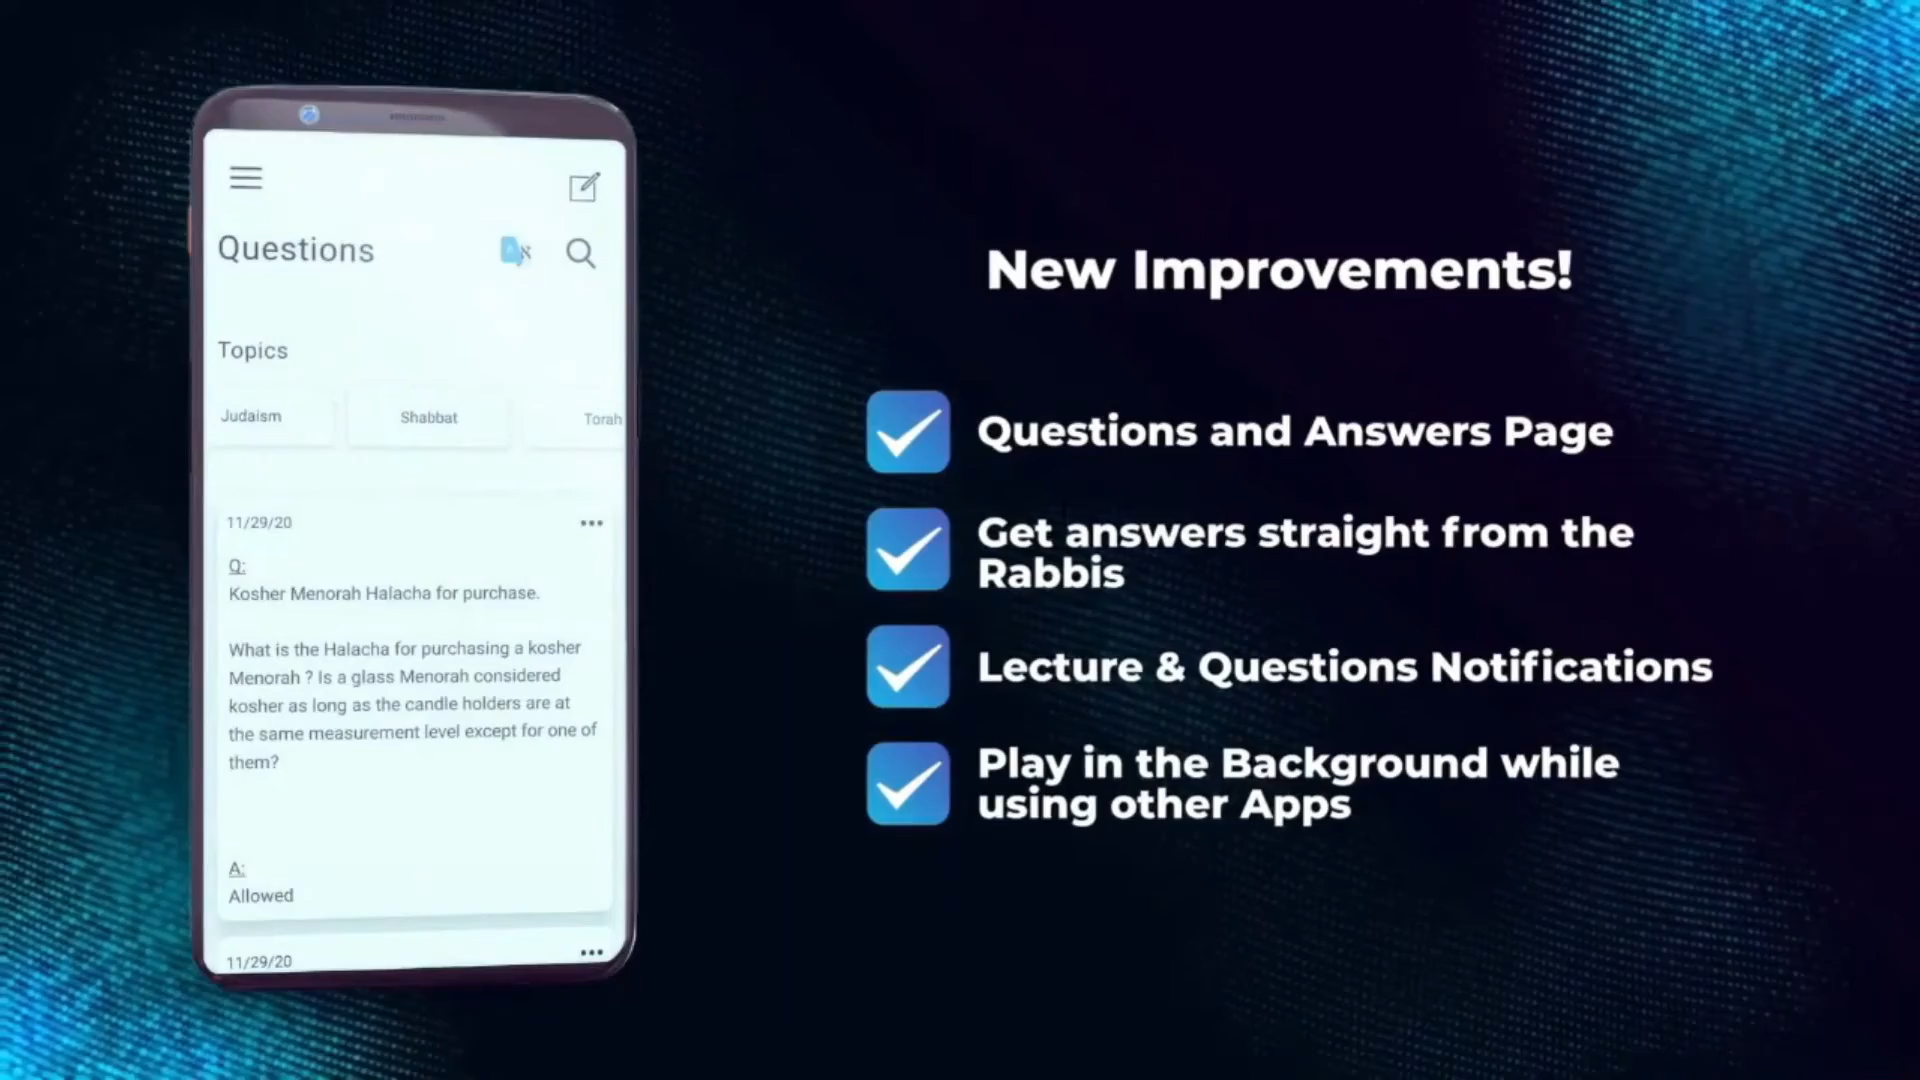 Questions
Topics
Judaism
Shabbat
Torah
11/29/20
Q:
Kosher Menorah Halacha for purchase.
What is the Halacha for purchasing a kosher
Menorah ? Is a glass Menorah considered
kosher as long as the candle holders are at
the same measurement level except for one of
them?
A:
Allowed
11/29/20
New Improvements!
Questions and Answers Page
Get answers straight from the
Rabbis
Lecture & Questions Notifications
Play in the Background while
using other Apps